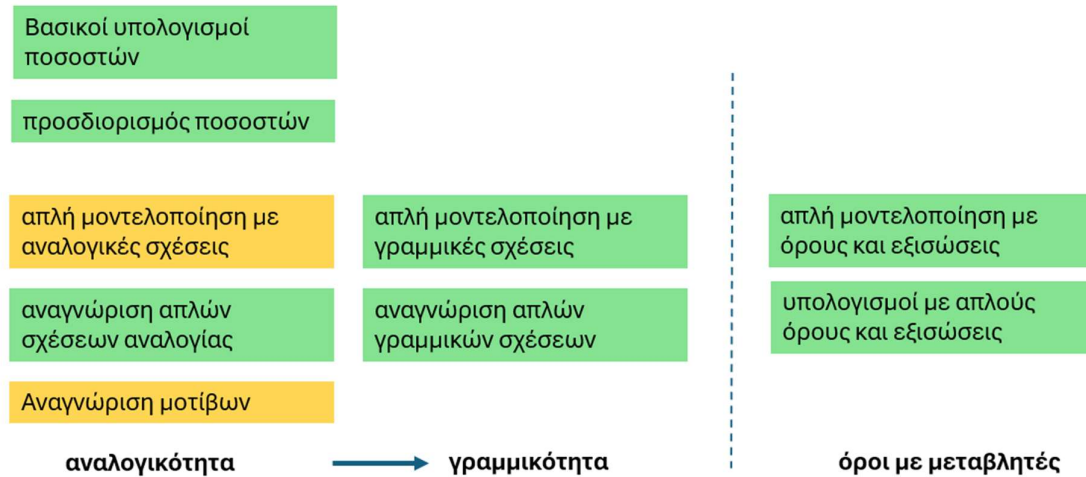 Βασικοί υπολογισμοί
ποσοστών
προσδιορισμός ποσοστών
απλή μοντελοποίηση με
αναλογικές σχέσεις
αναγνώριση απλών
σχέσεων αναλογίας
Αναγνώριση μοτίβων
αναλογικότητα
απλή μοντελοποίηση με
γραμμικές σχέσεις
αναγνώριση απλών
γραμμικών σχέσεων
γραμμικότητα
απλή μοντελοποίηση με
όρους και εξισώσεις
υπολογισμοί με απλούς
όρους και εξισώσεις
όροι με μεταβλητές